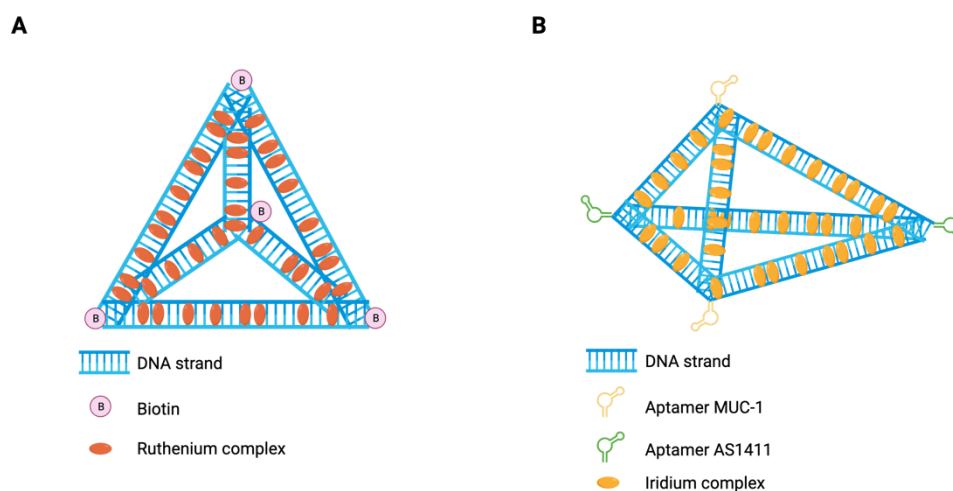 A
B
B
B
B
B
DNA strand
B
Biotin
Ruthenium complex
DNA strand
Aptamer MUC-1
Aptamer AS1411
Iridium complex